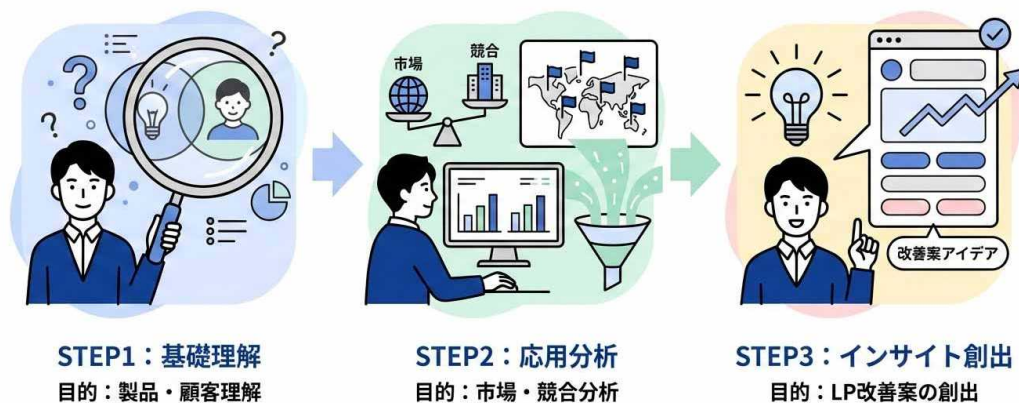 市場
競合
改善案アイデア
STEP1：基礎理解
目的：製品・顧客理解
STEP2：応用分析
目的：市場・競合分析
STEP3：インサイト創出
目的：LP改善案の創出